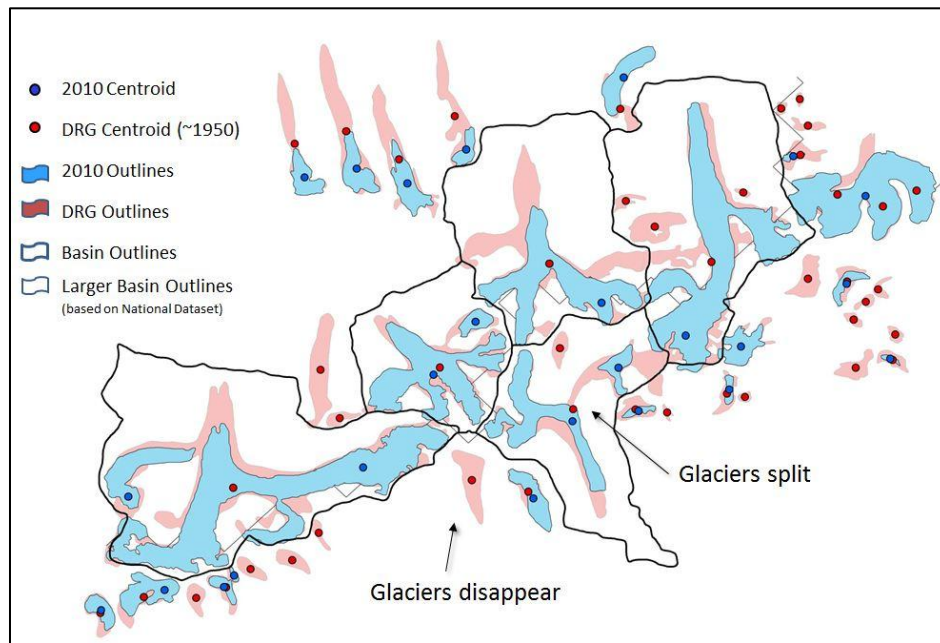 2010 Centroid
DRG Centroid (~1950)
2010 Outlines
DRG Outlines
Basin Outlines
Larger Basin Outlines
(based on National Dataset)
Glaciers split
Glaciers disappear